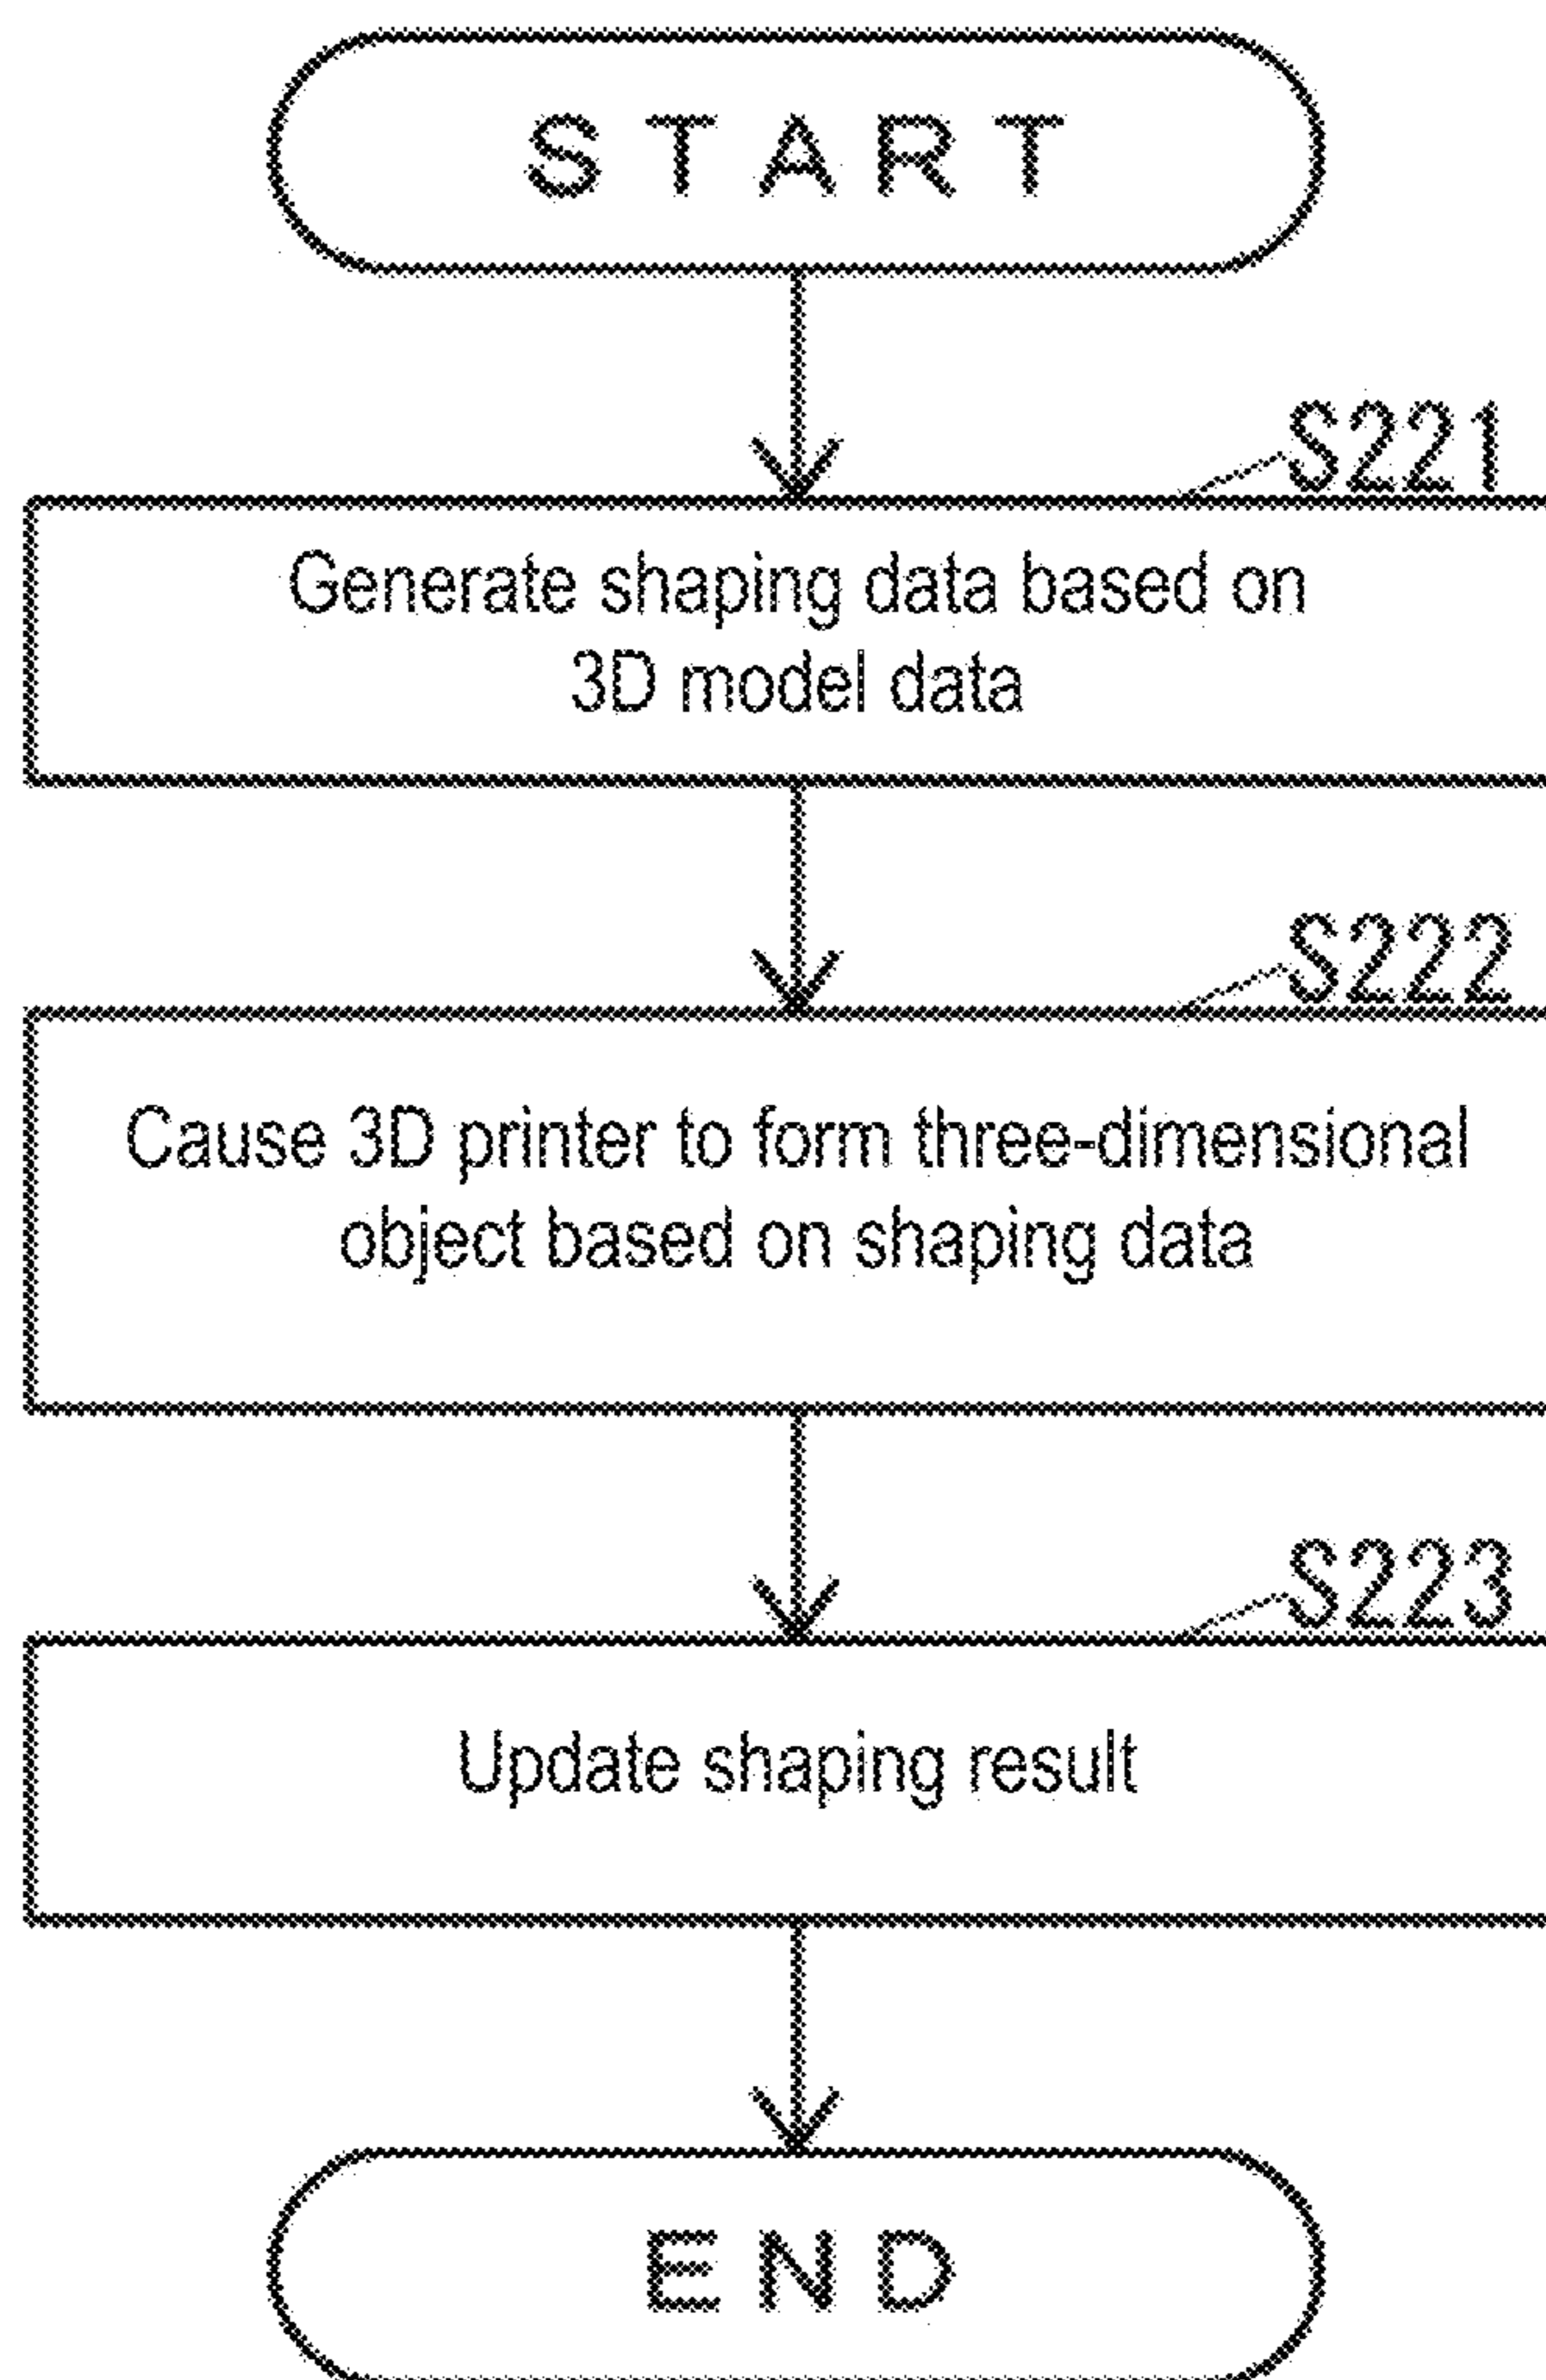 START
S221
Generate shaping data based on
3D model data
S222
Cause 3D printer to form three-dimensional
object based on shaping data
S223
Update shaping result
END